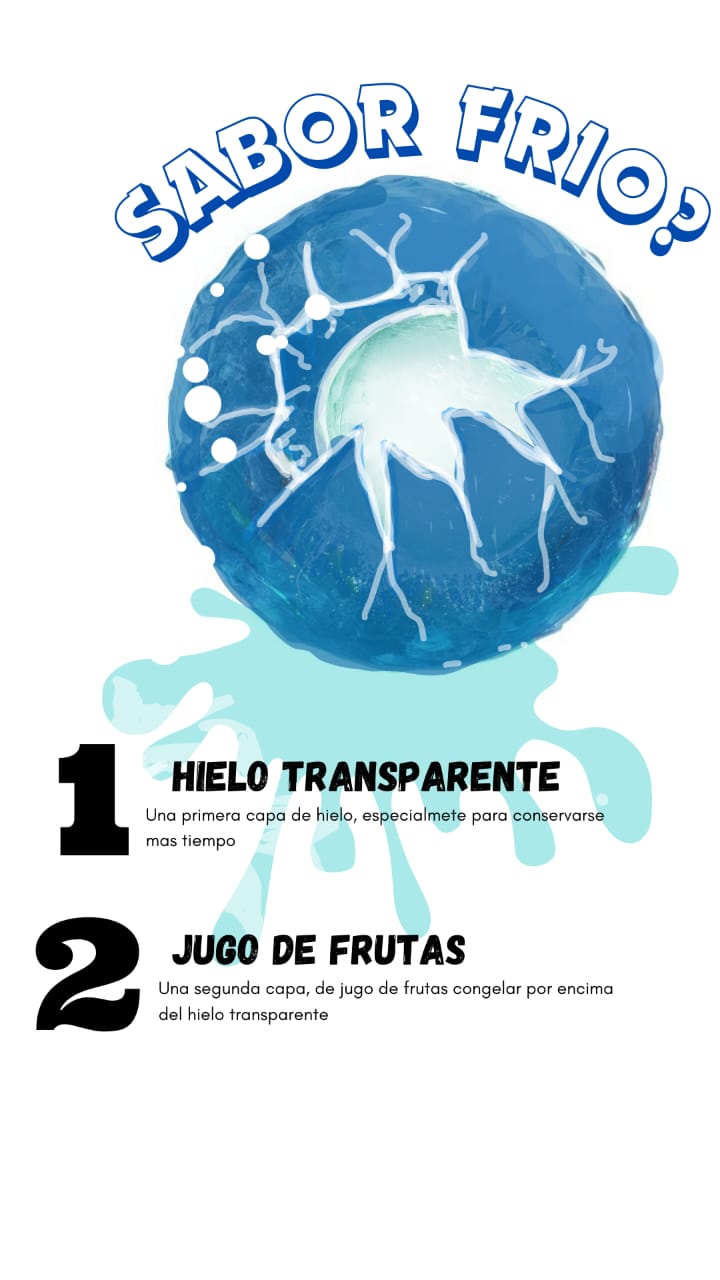 SABOR FRIO?
1
HIELO TRANSPARENTE
Una primera capa de hielo, especialmete para conservarse
mas tiempo
2
JUGO DE FRUTAS
Una segunda capa, de jugo de frutas congelar por encima
del hielo transparente